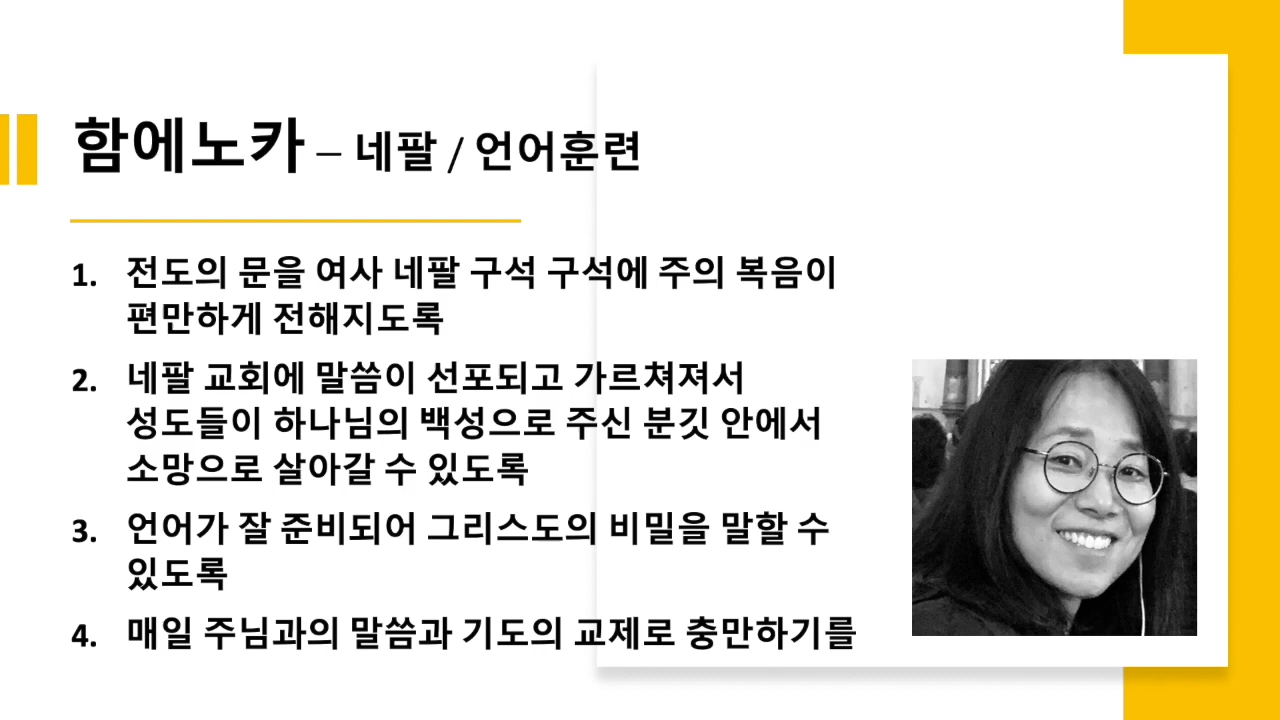 함에노카 – 네팔 / 언어훈련
1. 전도의 문을 여사 네팔 구석 구석에 주의 복음이
편만하게 전해지도록
2. 네팔 교회에 말씀이 선포되고 가르쳐져서
성도들이 하나님의 백성으로 주신 분깃 안에서
소망으로 살아갈 수 있도록
3. 언어가 잘 준비되어 그리스도의 비밀을 말할 수
있도록
4. 매일 주님과의 말씀과 기도의 교제로 충만하기를